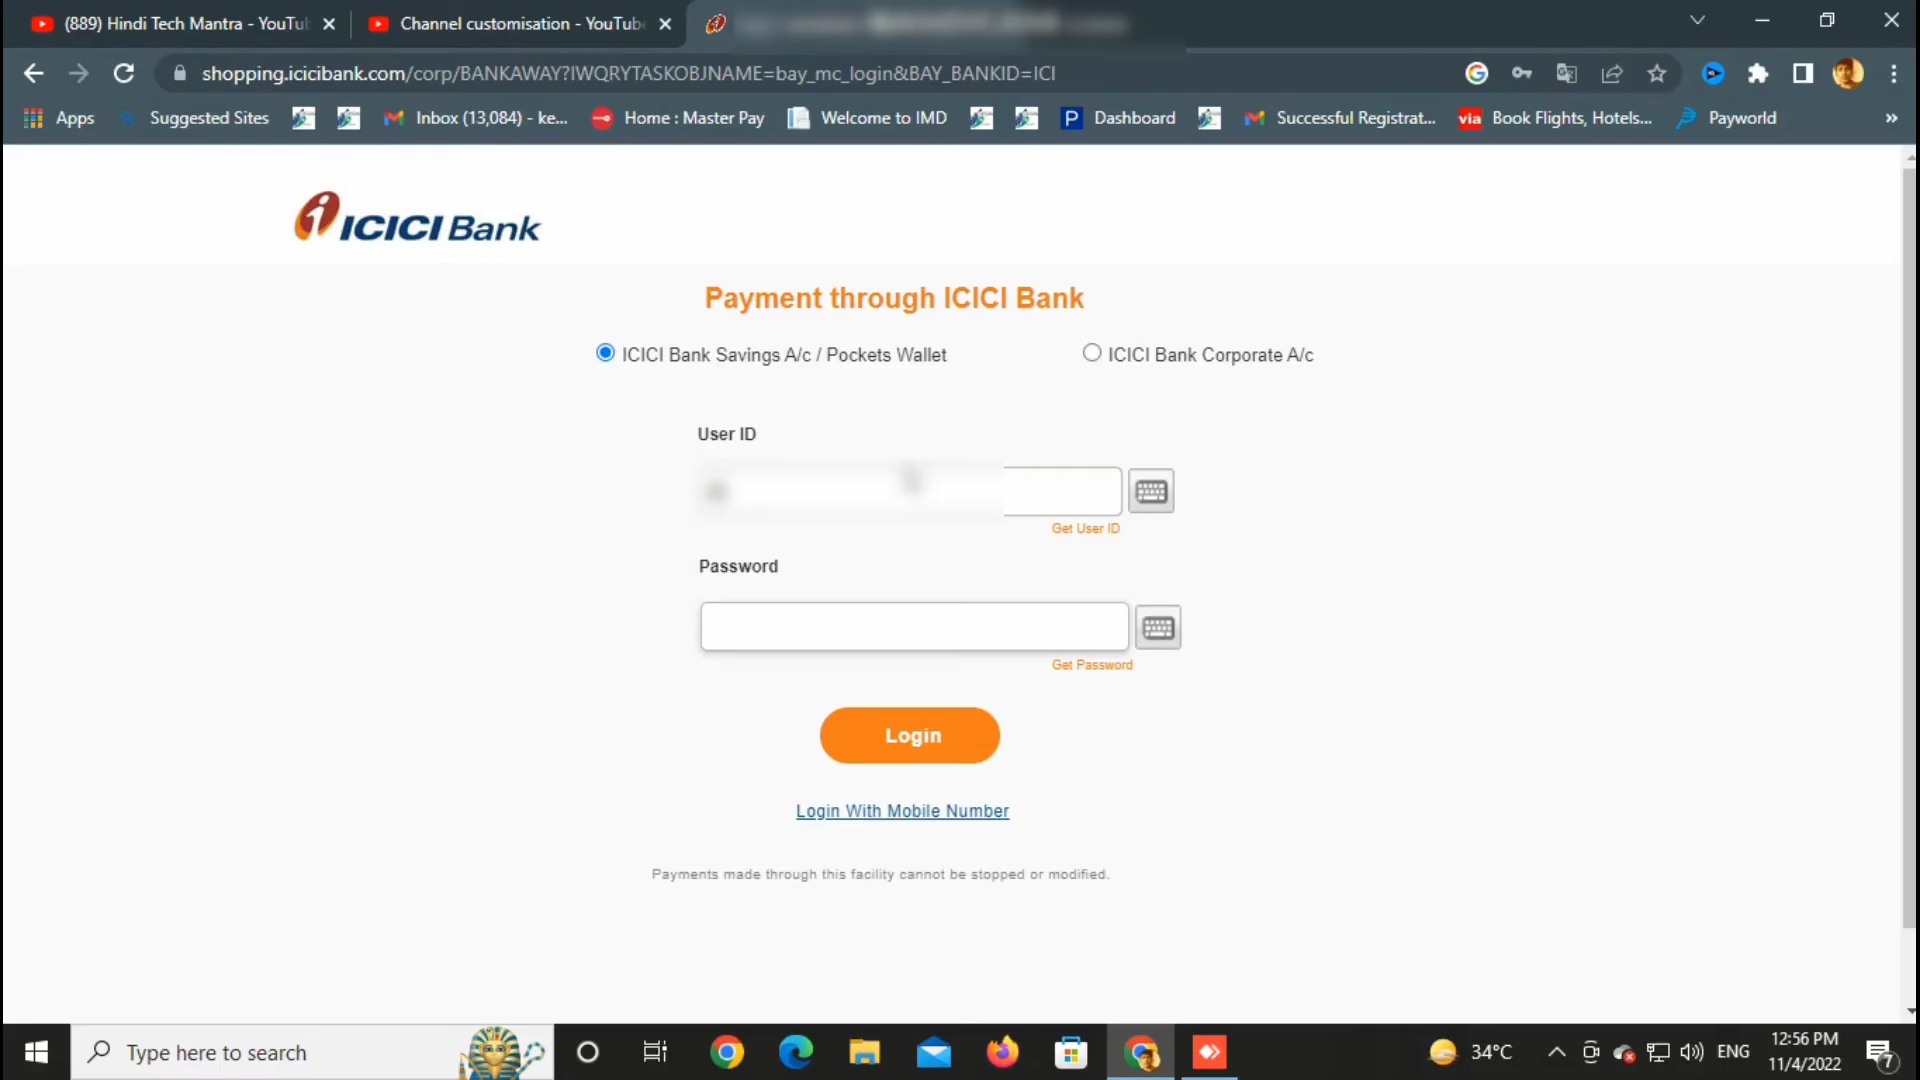 (889) Hindi Tech Mantra - YouTu
Channel customisation - YouTube
shopping.icicibank.com/corp/BANKAWAY?IWQRYTASKOBJNAME=bay_mc_login&BAY_BANKID=ICI
Apps
Suggested Sites
Inbox (13,084) - ke...
Home : Master Pay
Welcome to IMD
P
Dashboard
Successful Registrat...
via
Book Flights, Hotels...
Payworld
»
ICICI Bank
Payment through ICICI Bank
ICICI Bank Savings A/c / Pockets Wallet
ICICI Bank Corporate A/c
User ID
Get User ID
Password
Get Password
Login
Login With Mobile Number
Payments made through this facility cannot be stopped or modified.
Type here to search
34°C
ENG
12:56 PM
11/4/2022
7